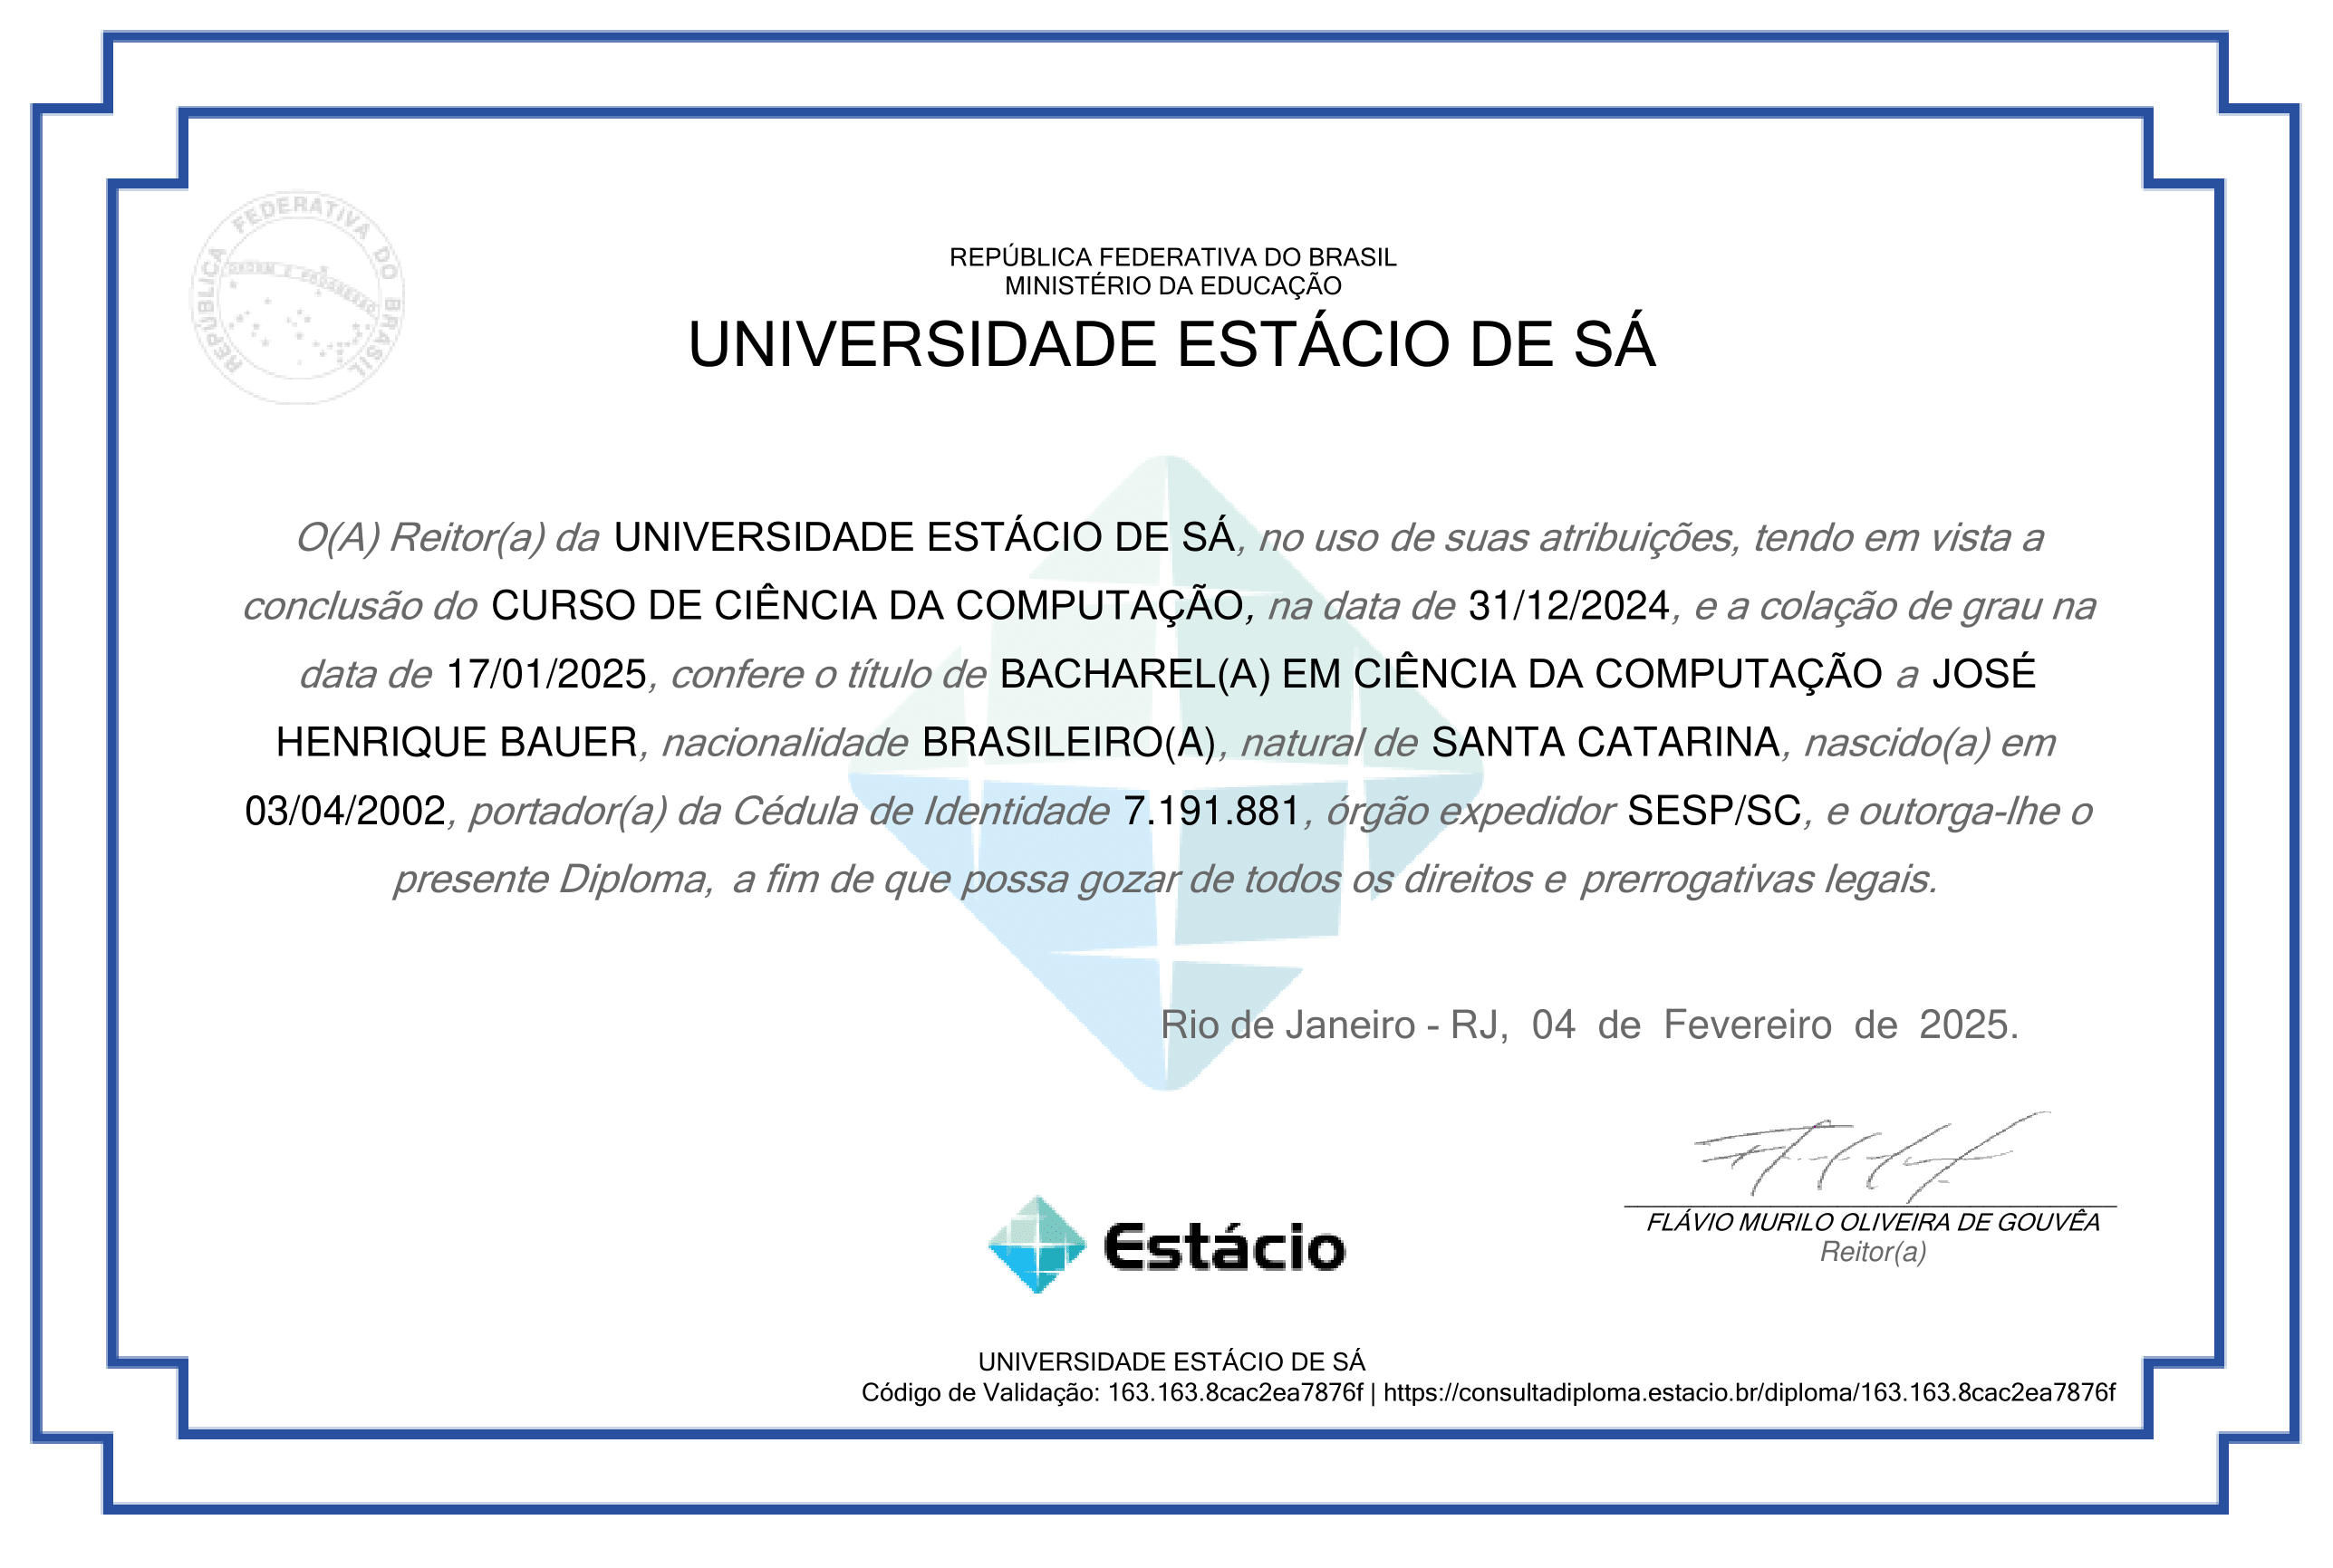 REPÚBLICA FEDERATIVA DO BRASIL
ORDEM E PROGRESSO
REPÚBLICA FEDERATIVA DO BRASIL
MINISTÉRIO DA EDUCAÇÃO
UNIVERSIDADE ESTÁCIO DE SÁ
O(A) Reitor(a) da UNIVERSIDADE ESTÁCIO DE SÁ, no uso de suas atribuições, tendo em vista a
conclusão do CURSO DE CIÊNCIA DA COMPUTAÇÃO, na data de 31/12/2024, e a colação de grau na
data de 17/01/2025, confere o título de BACHAREL(A) EM CIÊNCIA DA COMPUTAÇÃO a JOSÉ
HENRIQUE BAUER, nacionalidade BRASILEIRO(A), natural de SANTA CATARINA, nascido(a) em
03/04/2002, portador(a) da Cédula de Identidade 7.191.881, órgão expedidor SESP/SC, e outorga-lhe o
presente Diploma, a fim de que possa gozar de todos os direitos e prerrogativas legais.
Rio de Janeiro - RJ, 04 de Fevereiro de 2025.
FLÁVIO MURILO OLIVEIRA DE GOUVÊA
Reitor(a)
Estácio
UNIVERSIDADE ESTÁCIO DE SÁ
Código de Validação: 163.163.8cac2ea7876f | https://consultadiploma.estacio.br/diploma/163.163.8cac2ea7876f